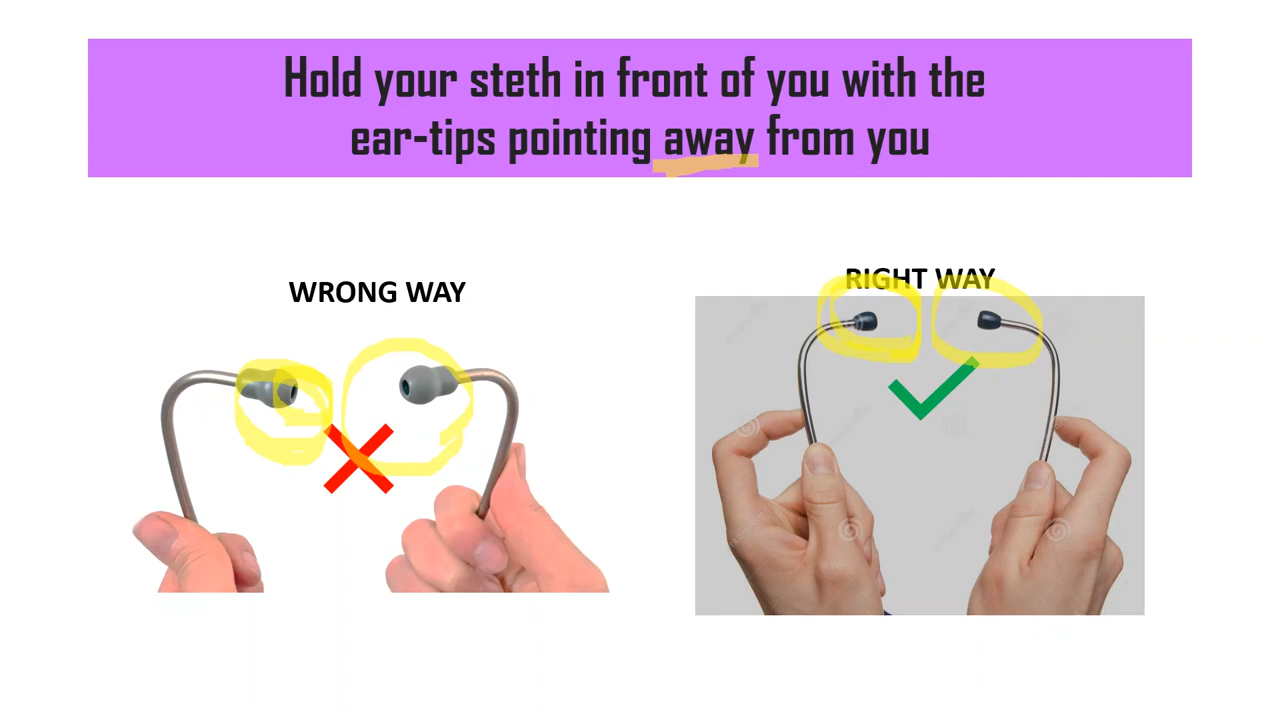 Hold your steth in front of you with the
ear-tips pointing away from you
WRONG WAY
RIGHT WAY